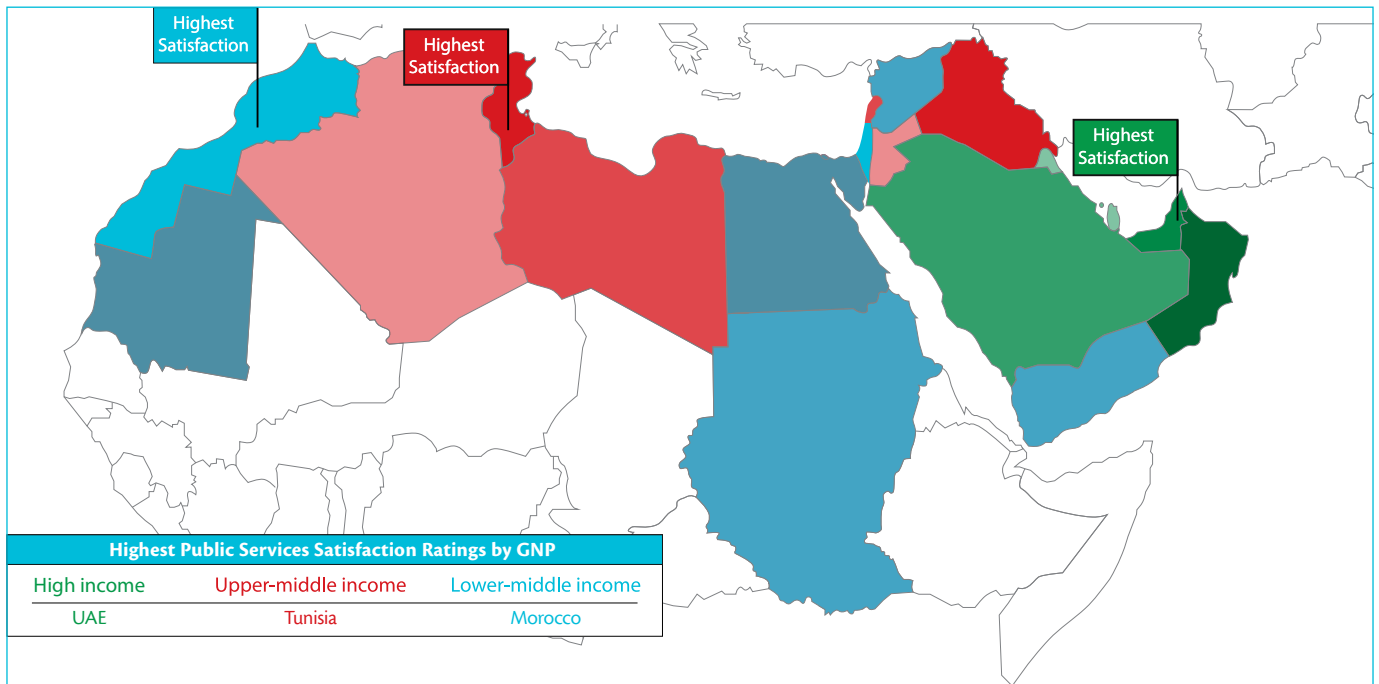 Highest
Satisfaction
Highest
Satisfaction
Highest
Satisfaction
Highest Public Services Satisfaction Ratings by GNP
High income Upper-middle income Lower-middle income
UAE Tunisia Morocco